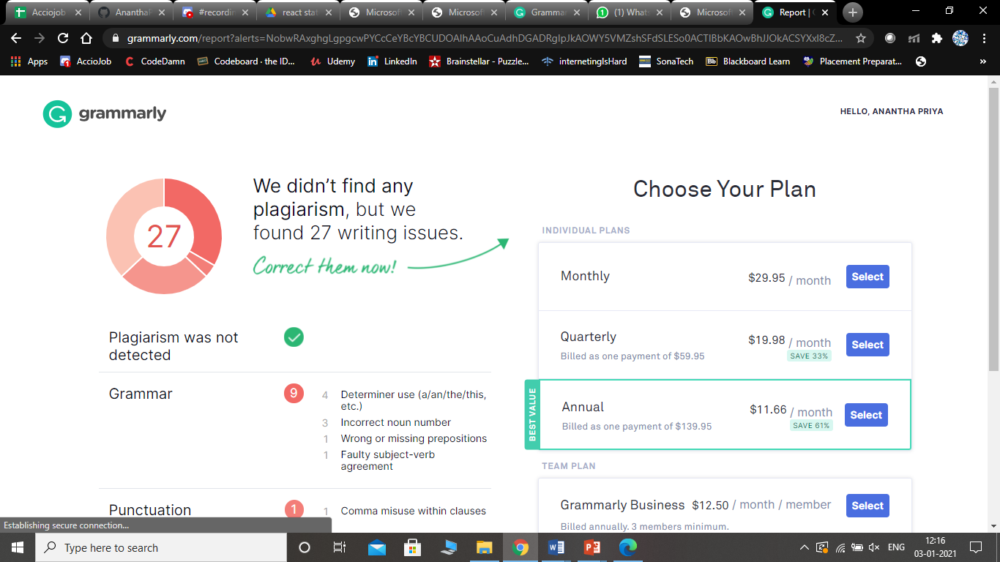 Acciojob
AnanthaP
#recordin
react stat
Microsof
Microsof
Grammar
(1) Whats
Microsof
Report |
grammarly.com/report?alerts=
Apps
AccioJob
CodeDamn
Codeboard · the ID...
Udemy
LinkedIn
Brainstellar - Puzzle...
internetingIsHard
SonaTech
Bb Blackboard Learn
Placement Preparat...
»
grammarly
HELLO, ANANTHA PRIYA
27
We didn't find any
plagiarism, but we
found 27 writing issues.
Correct them now!
Plagiarism was not
detected
Grammar 9
4 Determiner use (a/an/the/this,
etc.)
3 Incorrect noun number
1 Wrong or missing prepositions
1 Faulty subject-verb
agreement
Punctuation 1
1 Comma misuse within clauses
Choose Your Plan
INDIVIDUAL PLANS
Monthly $29.95 / month Select
Quarterly $19.98 / month Select
Billed as one payment of $59.95 SAVE 33%
BEST VALUE
Annual $11.66 / month Select
Billed as one payment of $139.95 SAVE 61%
TEAM PLAN
Grammarly Business $12.50 / month / member Select
Billed annually. 3 members minimum.
Establishing secure connection...
Type here to search
ENG
12:16
03-01-2021